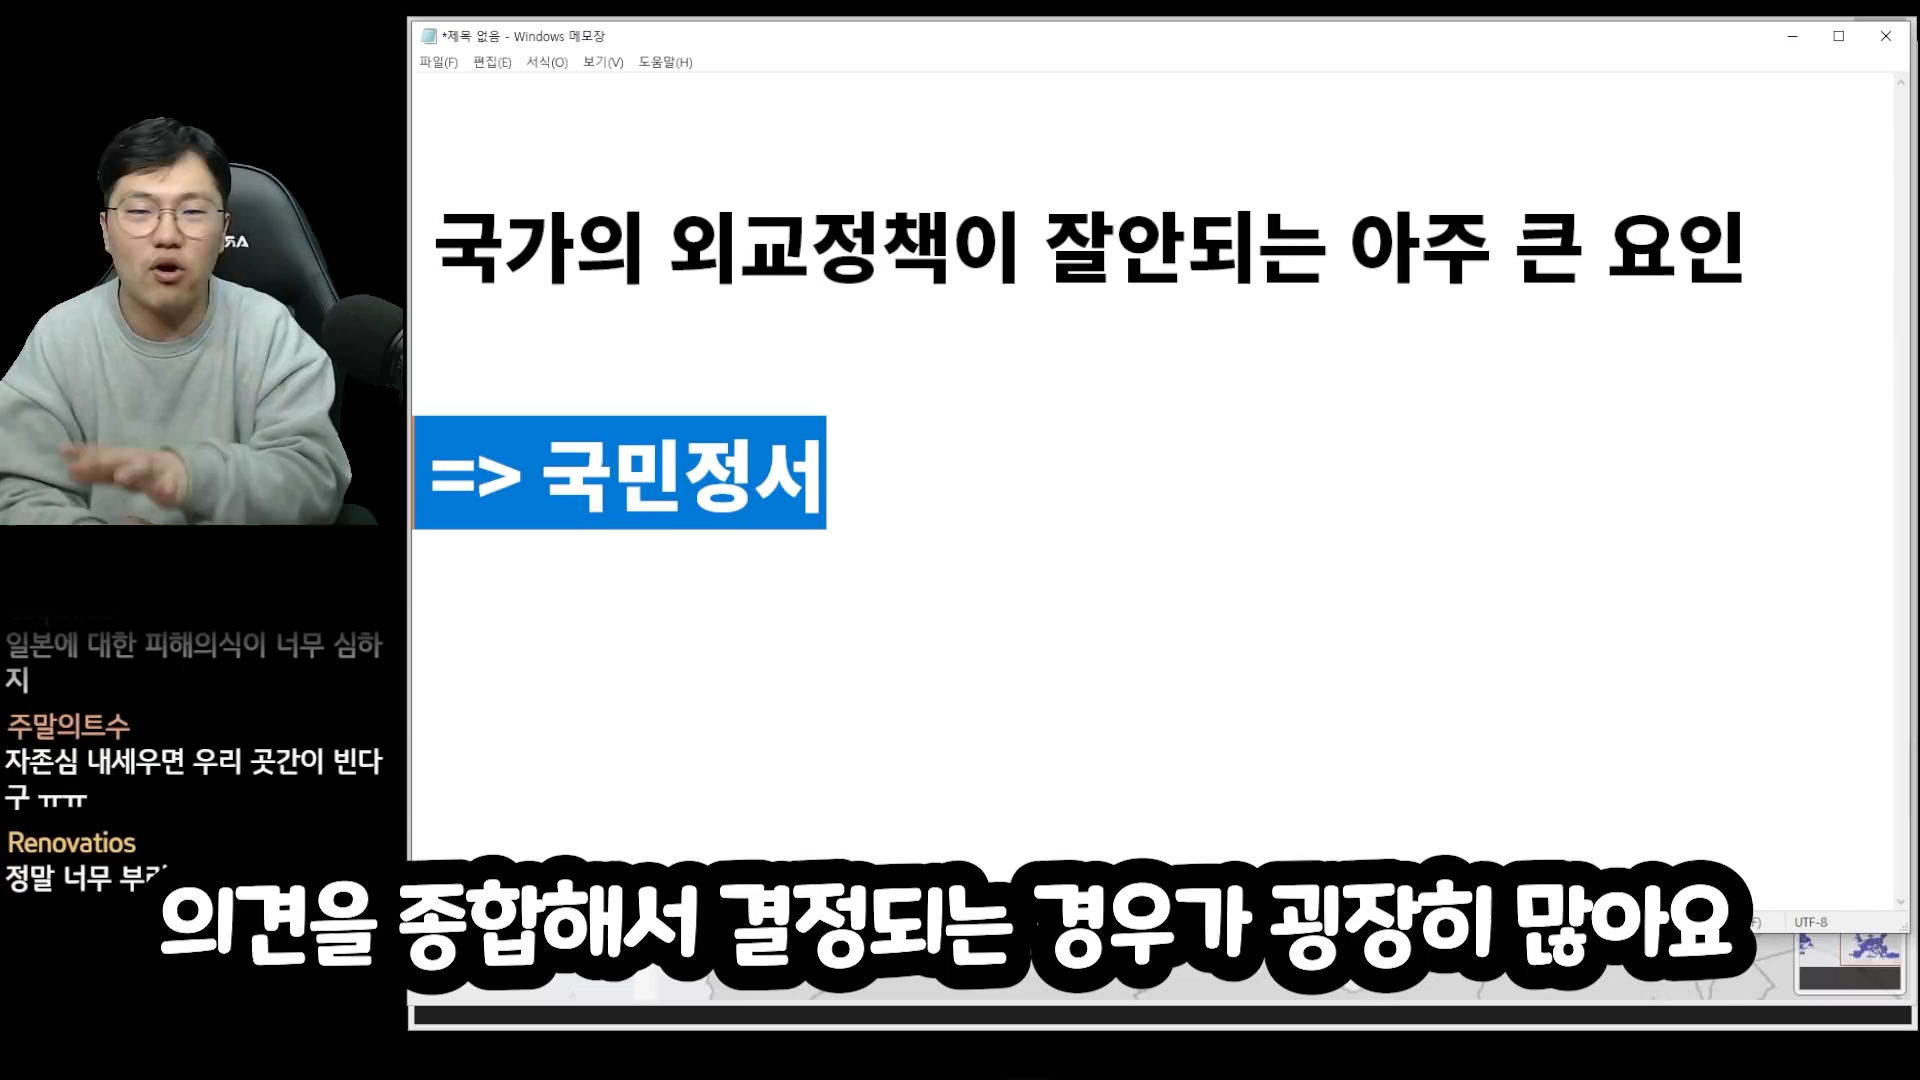 *제목 없음 - Windows 메모장
파일(F) 편집(E) 서식(O) 보기(V) 도움말(H)
국가의 외교정책이 잘안되는 아주 큰 요인
=> 국민정서
일본에 대한 피해의식이 너무 심하
지
주말의트수
자존심 내세우면 우리 곳간이 빈다
구 ㅠㅠ
Renovatios
정말 너무
의견을 종합해서 결정되는 경우가 굉장히 많아요
UTF-8